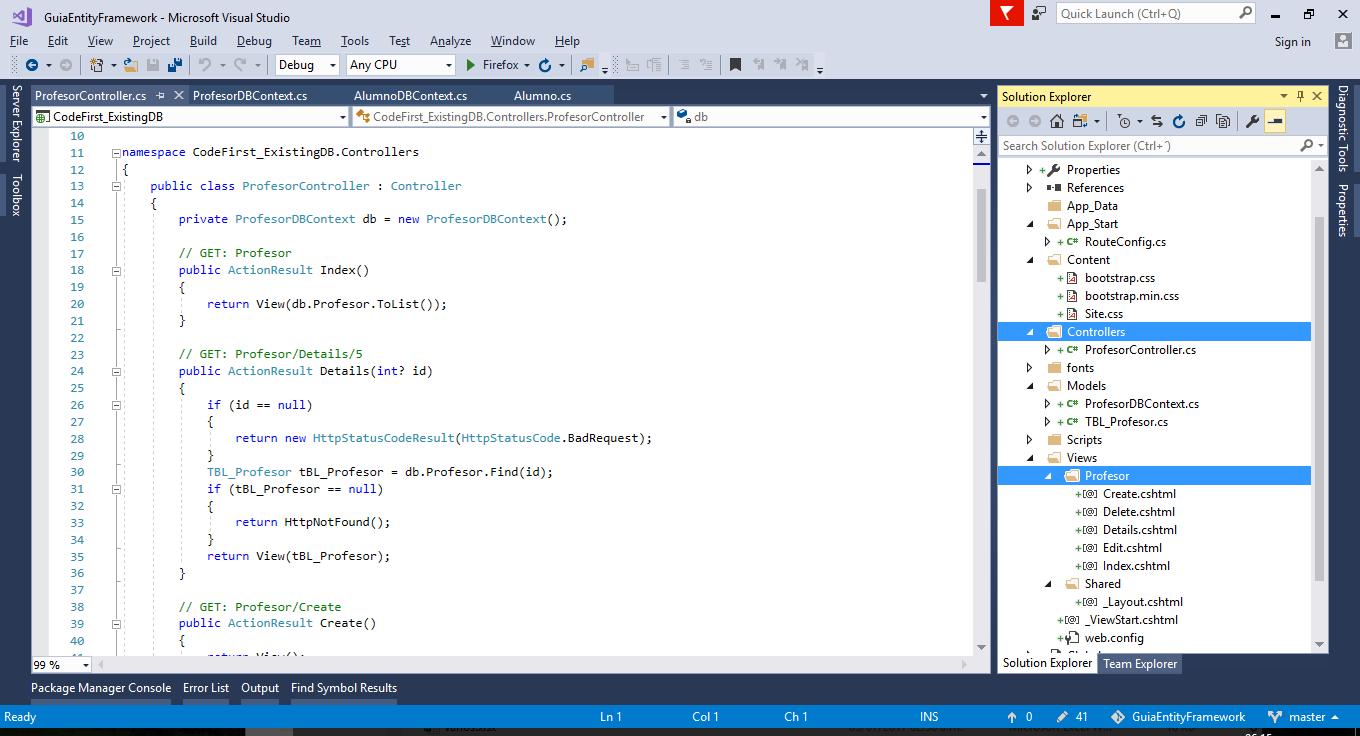 GuiaEntityFramework - Microsoft Visual Studio
Quick Launch (Ctrl+Q)
File Edit View Project Build Debug Team Tools Test Analyze Window Help
Sign in
Debug Any CPU Firefox
Server Explorer
Toolbox
ProfesorController.cs ProfesorDBContext.cs AlumnoDBContext.cs Alumno.cs
CodeFirst_ExistingDB CodeFirst_ExistingDB.Controllers.ProfesorController db
10
11 namespace CodeFirst_ExistingDB.Controllers
12 {
13 public class ProfesorController : Controller
14 {
15 private ProfesorDBContext db = new ProfesorDBContext();
16
17 // GET: Profesor
18 public ActionResult Index()
19 {
20 return View(db.Profesor.ToList());
21 }
22
23 // GET: Profesor/Details/5
24 public ActionResult Details(int? id)
25 {
26 if (id == null)
27 {
28 return new HttpStatusCodeResult(HttpStatusCode.BadRequest);
29 }
30 TBL_Profesor tBL_Profesor = db.Profesor.Find(id);
31 if (tBL_Profesor == null)
32 {
33 return HttpNotFound();
34 }
35 return View(tBL_Profesor);
36 }
37
38 // GET: Profesor/Create
39 public ActionResult Create()
40 {
99 %
Solution Explorer
Search Solution Explorer (Ctrl+´)
Properties
References
App_Data
App_Start
RouteConfig.cs
Content
bootstrap.css
bootstrap.min.css
Site.css
Controllers
ProfesorController.cs
fonts
Models
ProfesorDBContext.cs
TBL_Profesor.cs
Scripts
Views
Profesor
Create.cshtml
Delete.cshtml
Details.cshtml
Edit.cshtml
Index.cshtml
Shared
_Layout.cshtml
_ViewStart.cshtml
web.config
Solution Explorer Team Explorer
Diagnostic Tools
Properties
Package Manager Console Error List Output Find Symbol Results
Ready Ln 1 Col 1 Ch 1 INS 0 41 GuiaEntityFramework master